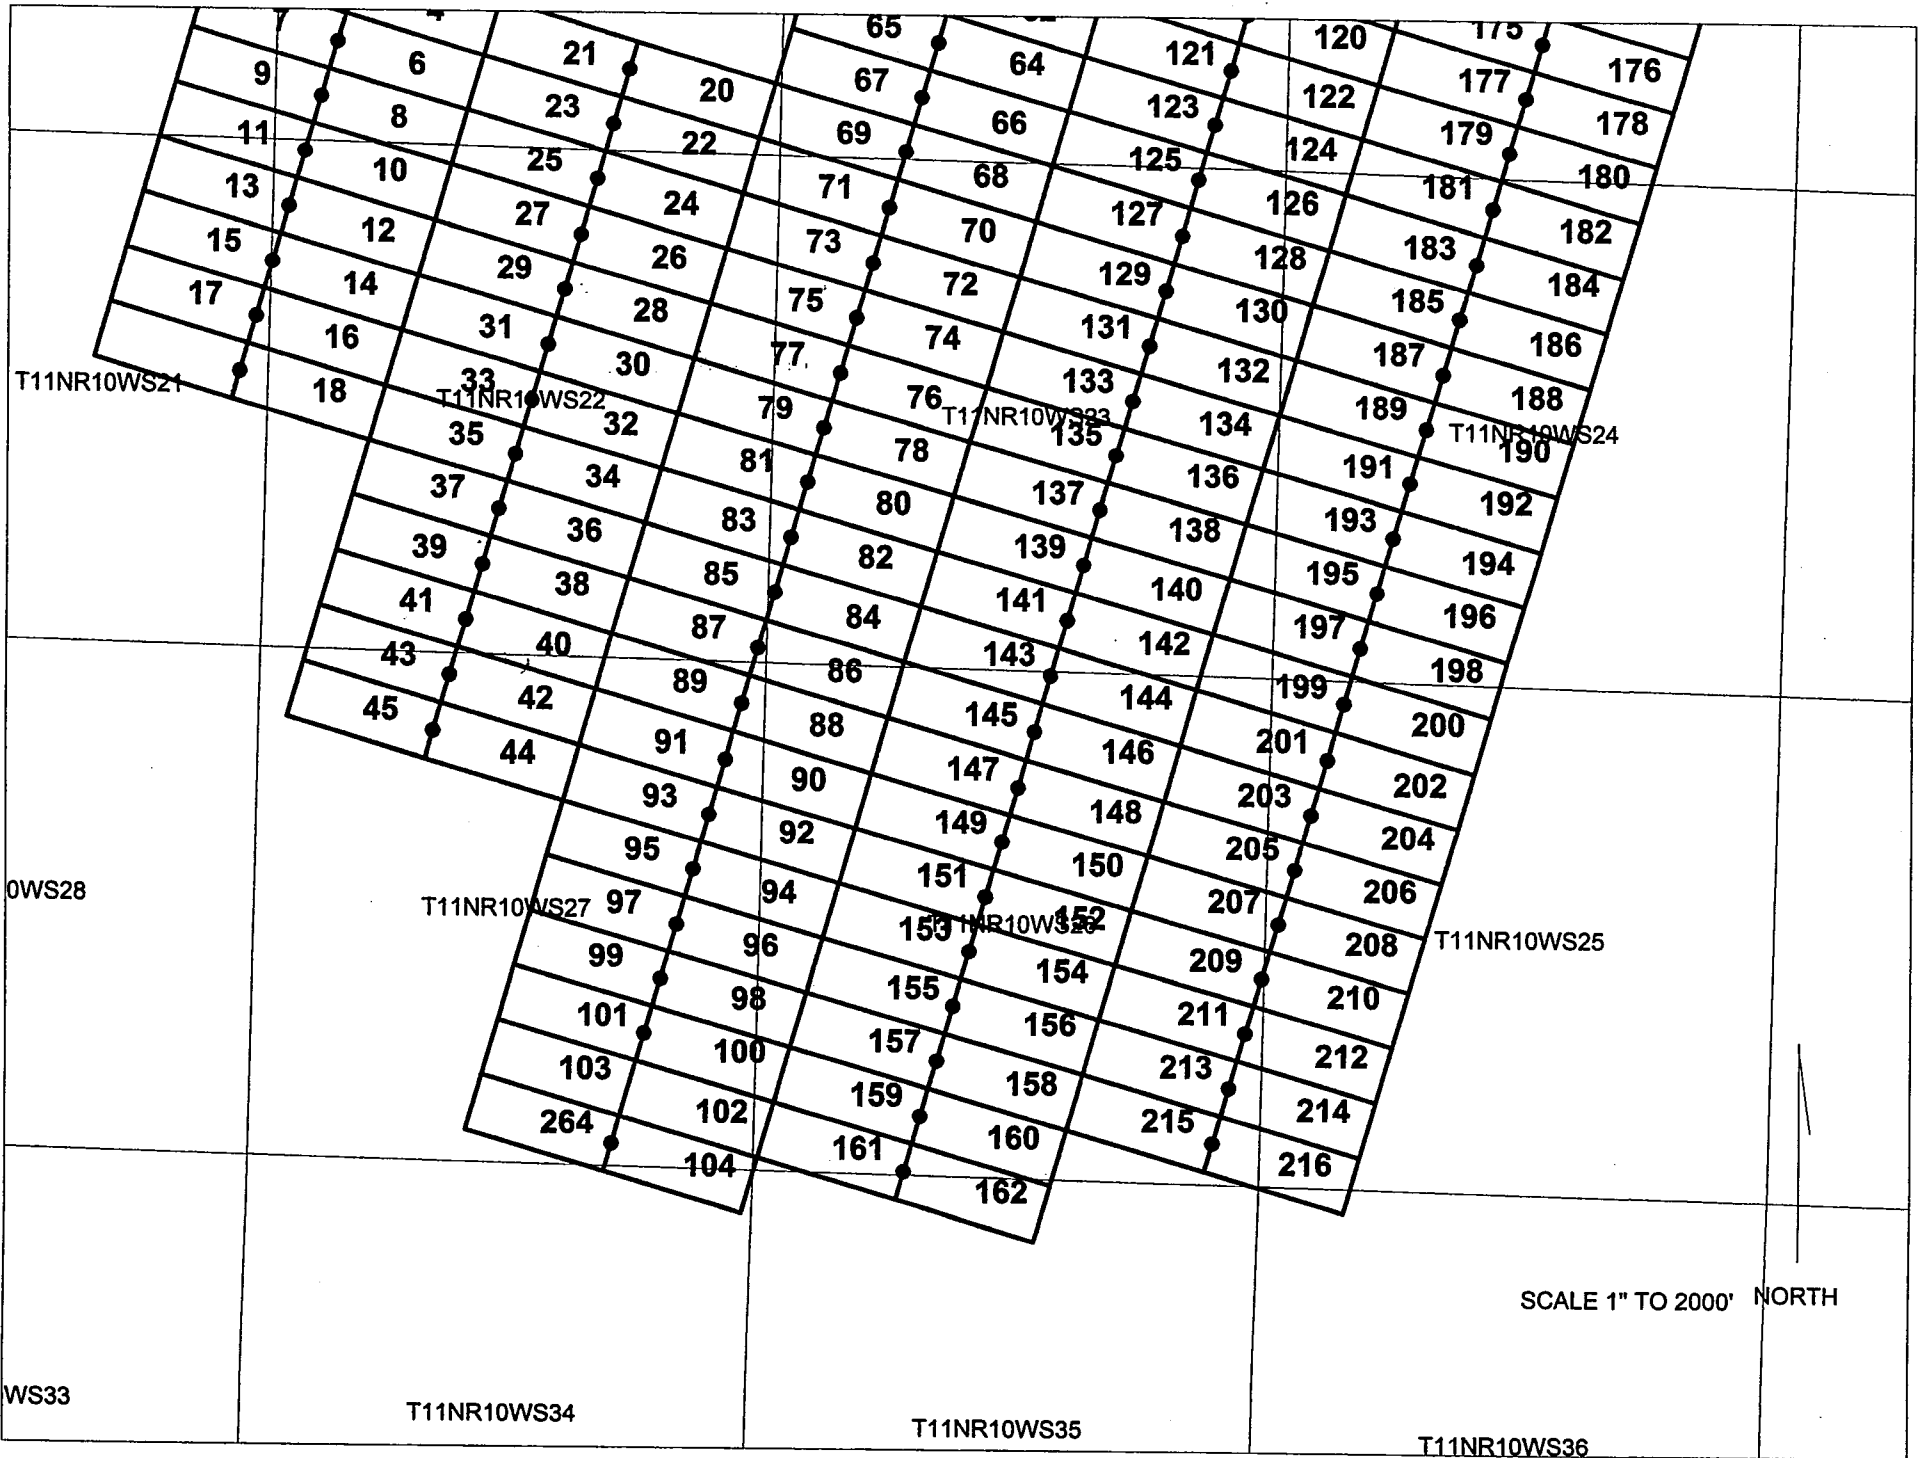 65 64 121 120 175 176
21 20 67 66 123 122 177 178
9 6 23 22 69 68 125 124 179 180
11 8 25 24 71 70 127 126 181 182
13 10 27 26 73 72 129 128 183 184
15 12 29 28 75 74 131 130 185 186
17 14 31 30 77 76 133 132 187 188
T11NR10WS21 16 33 T11NR10WS22 32 79 78 T11NR10WS23 135 134 189 190 T11NR10WS24
18 35 34 81 80 137 136 191 192
37 36 83 82 139 138 193 194
39 38 85 84 141 140 195 196
41 40 87 86 143 142 197 198
43 42 89 88 145 144 199 200
45 44 91 90 147 146 201 202
93 92 149 148 203 204
95 94 151 150 205 206
0WS28 T11NR10WS27 97 96 153 152 207 208 T11NR10WS25
99 98 155 154 209 210
101 100 157 156 211 212
103 102 159 158 213 214
264 104 161 160 215 216
162
SCALE 1" TO 2000' NORTH
WS33 T11NR10WS34 T11NR10WS35 T11NR10WS36